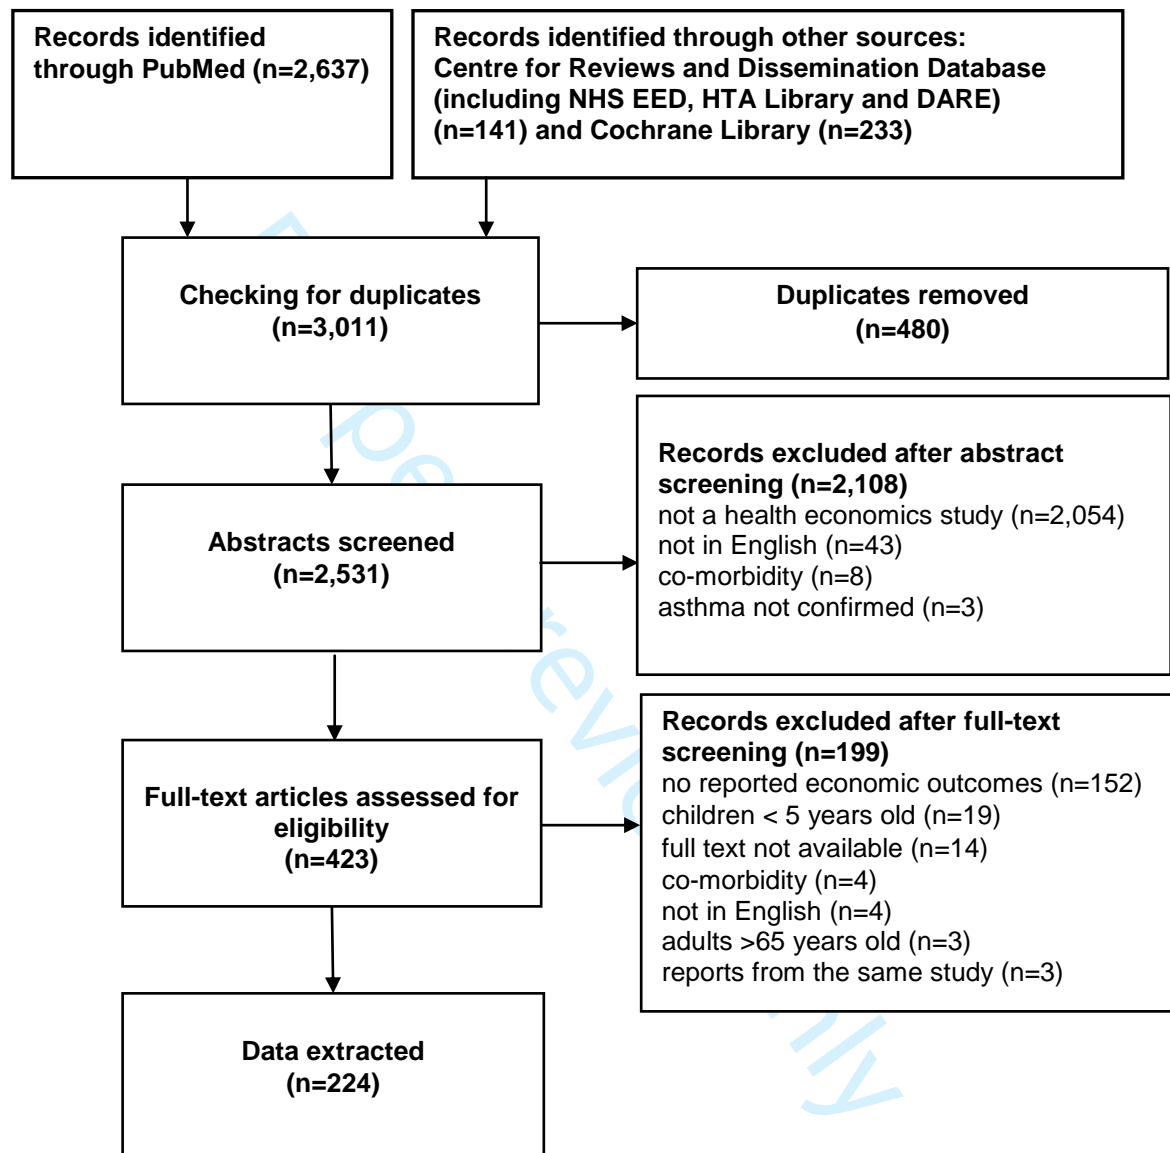 Records identified
through PubMed (n=2,637)
Records identified through other sources:
Centre for Reviews and Dissemination Database
(including NHS EED, HTA Library and DARE)
(n=141) and Cochrane Library (n=233)
Checking for duplicates
(n=3,011)
Duplicates removed
(n=480)
Abstracts screened
(n=2,531)
Records excluded after abstract
screening (n=2,108)
not a health economics study (n=2,054)
not in English (n=43)
co-morbidity (n=8)
asthma not confirmed (n=3)
Full-text articles assessed for
eligibility
(n=423)
Records excluded after full-text
screening (n=199)
no reported economic outcomes (n=152)
children < 5 years old (n=19)
full text not available (n=14)
co-morbidity (n=4)
not in English (n=4)
adults >65 years old (n=3)
reports from the same study (n=3)
Data extracted
(n=224)